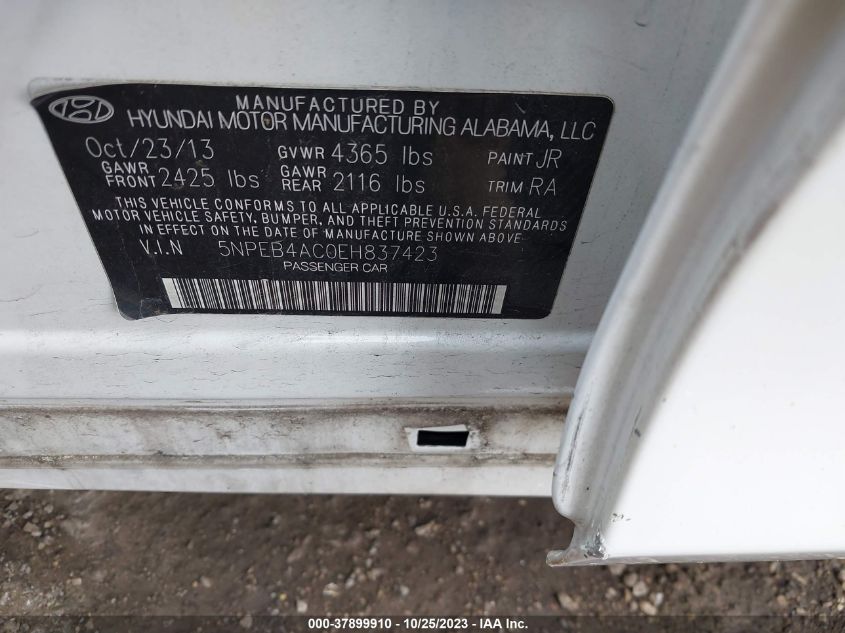 MANUFACTURED BY
HYUNDAI MOTOR MANUFACTURING ALABAMA, LLC
Oct/23/13 GVWR 4365 lbs PAINT JR
GAWR FRONT 2425 lbs GAWR REAR 2116 lbs TRIM RA
THIS VEHICLE CONFORMS TO ALL APPLICABLE U.S.A. FEDERAL
MOTOR VEHICLE SAFETY, BUMPER, AND THEFT PREVENTION STANDARDS
IN EFFECT ON THE DATE OF MANUFACTURE SHOWN ABOVE.
V.I.N 5NPEB4AC0EH837423
PASSENGER CAR
000-37899910 • 10/25/2023 - IAA Inc.